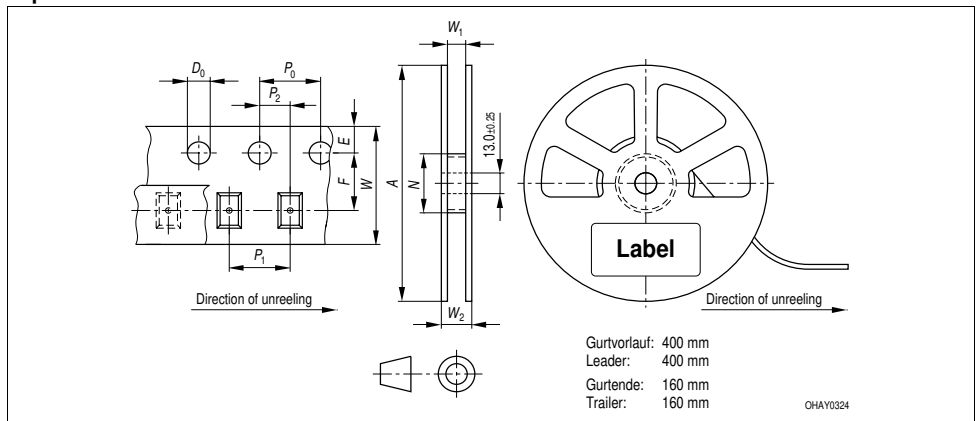 W₁
D₀
P₀
P₂
E
13.0±0.25
F
W
A
N
Label
P₁
Direction of unreeling
W₂
Direction of unreeling
Gurtvorlauf: 400 mm
Leader: 400 mm
Gurtende: 160 mm
Trailer: 160 mm
OHAY0324